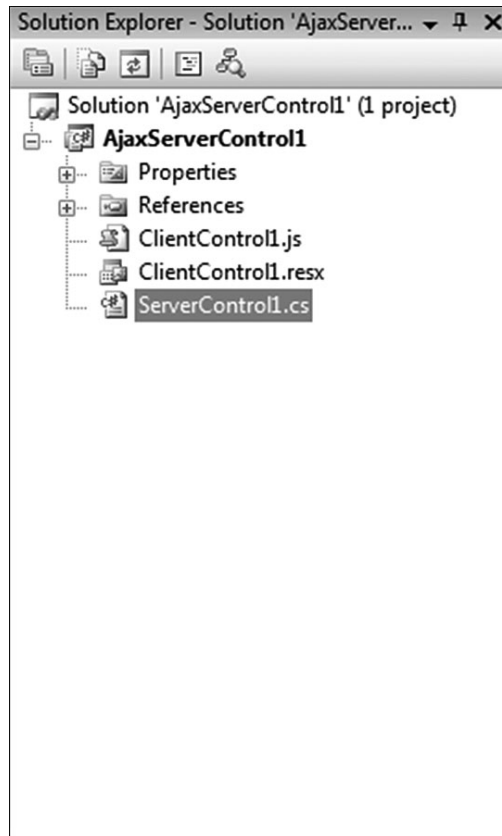 Solution Explorer - Solution 'AjaxServer...
Solution 'AjaxServerControl1' (1 project)
AjaxServerControl1
Properties
References
ClientControl1.js
ClientControl1.resx
ServerControl1.cs